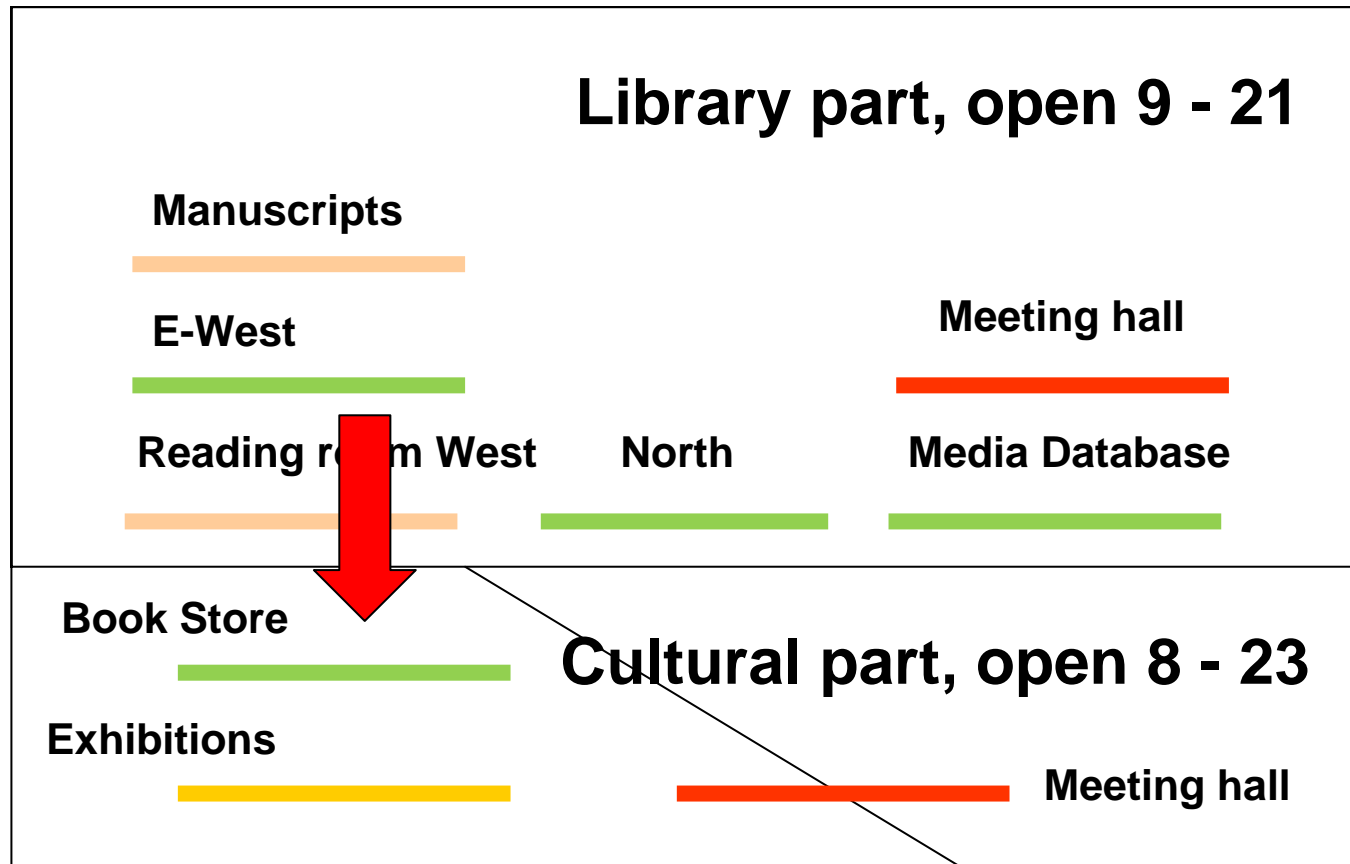 Library part, open 9 - 21
Manuscripts
Meeting hall
E-West
Reading room West
North
Media Database
Book Store
Cultural part, open 8 - 23
Exhibitions
Meeting hall